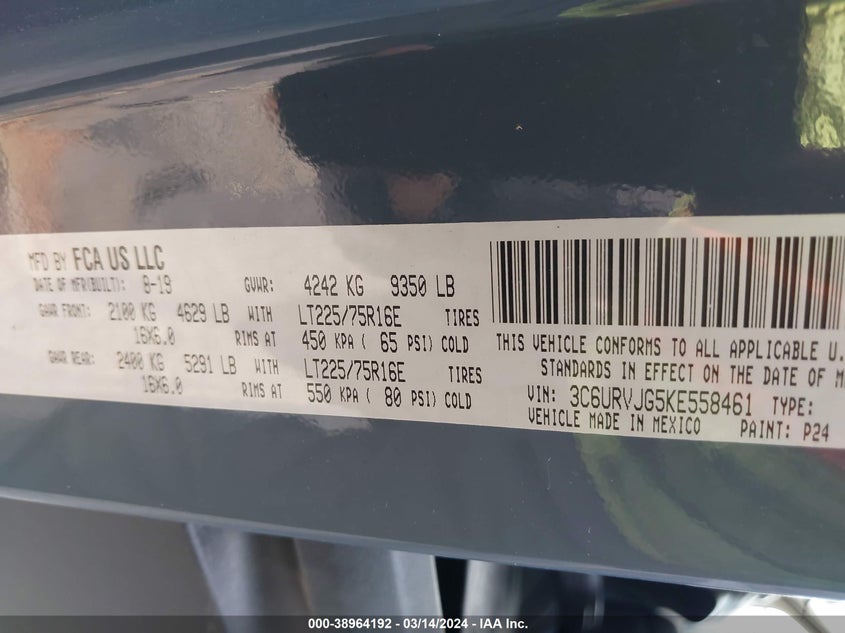 MFD BY FCA US LLC
DATE OF MFR(BUILT): 8-19 GVWR: 4242 KG 9350 LB
GAWR FRONT: 2100 KG 4629 LB WITH LT225/75R16E TIRES
16X6.0 RIMS AT 450 KPA ( 65 PSI) COLD
GAWR REAR: 2400 KG 5291 LB WITH LT225/75R16E TIRES
16X6.0 RIMS AT 550 KPA ( 80 PSI) COLD
THIS VEHICLE CONFORMS TO ALL APPLICABLE U.
STANDARDS IN EFFECT ON THE DATE OF M
VIN: 3C6URVJG5KE558461 TYPE:
VEHICLE MADE IN MEXICO PAINT: P24
000-38964192 - 03/14/2024 - IAA Inc.